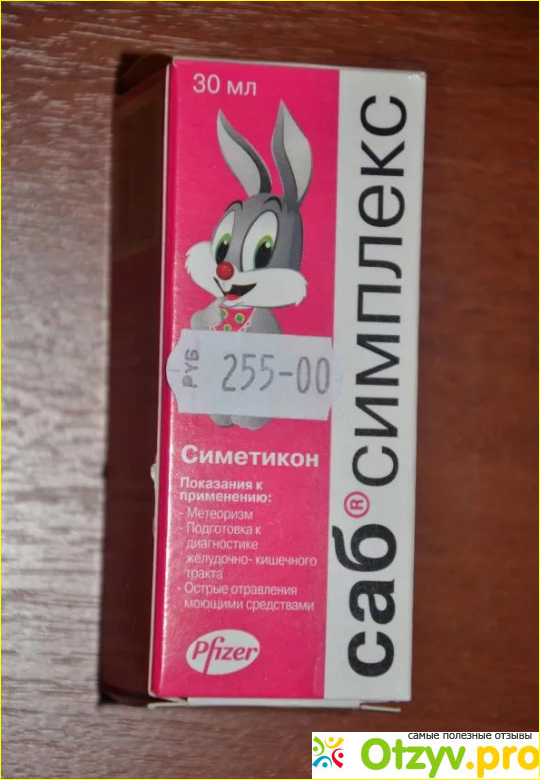 30 мл
саб® симплекс
РУБ 255-00
Симетикон
Показания к
применению:
- Метеоризм
- Подготовка к
диагностике
желудочно- кишечного
тракта
- Острые отравления
моющими средствами
Pfizer
самые полезные отзывы
Otzyv.pro